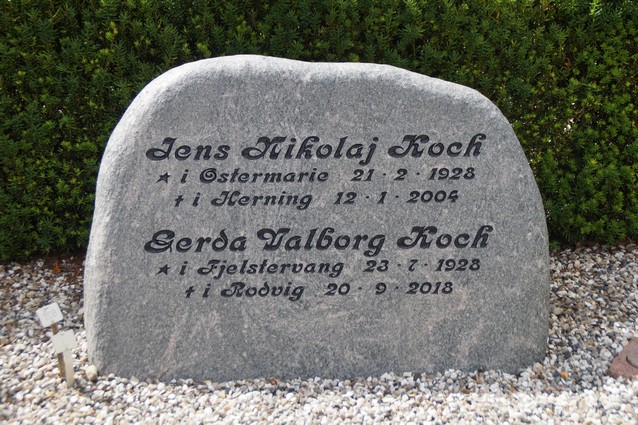 Jens Nikolaj Koch
★ i Østermarie 21 · 2 · 1928
† i Herning 12 · 1 · 2004
Gerda Valborg Koch
★ i Fjelstervang 23 · 7 · 1928
† i Rødvig 20 · 9 · 2018